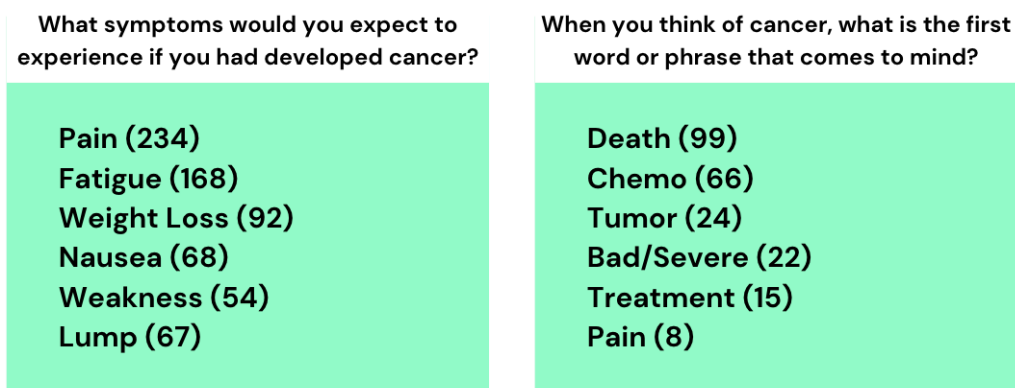 What symptoms would you expect to
experience if you had developed cancer?
Pain (234)
Fatigue (168)
Weight Loss (92)
Nausea (68)
Weakness (54)
Lump (67)
When you think of cancer, what is the first
word or phrase that comes to mind?
Death (99)
Chemo (66)
Tumor (24)
Bad/Severe (22)
Treatment (15)
Pain (8)